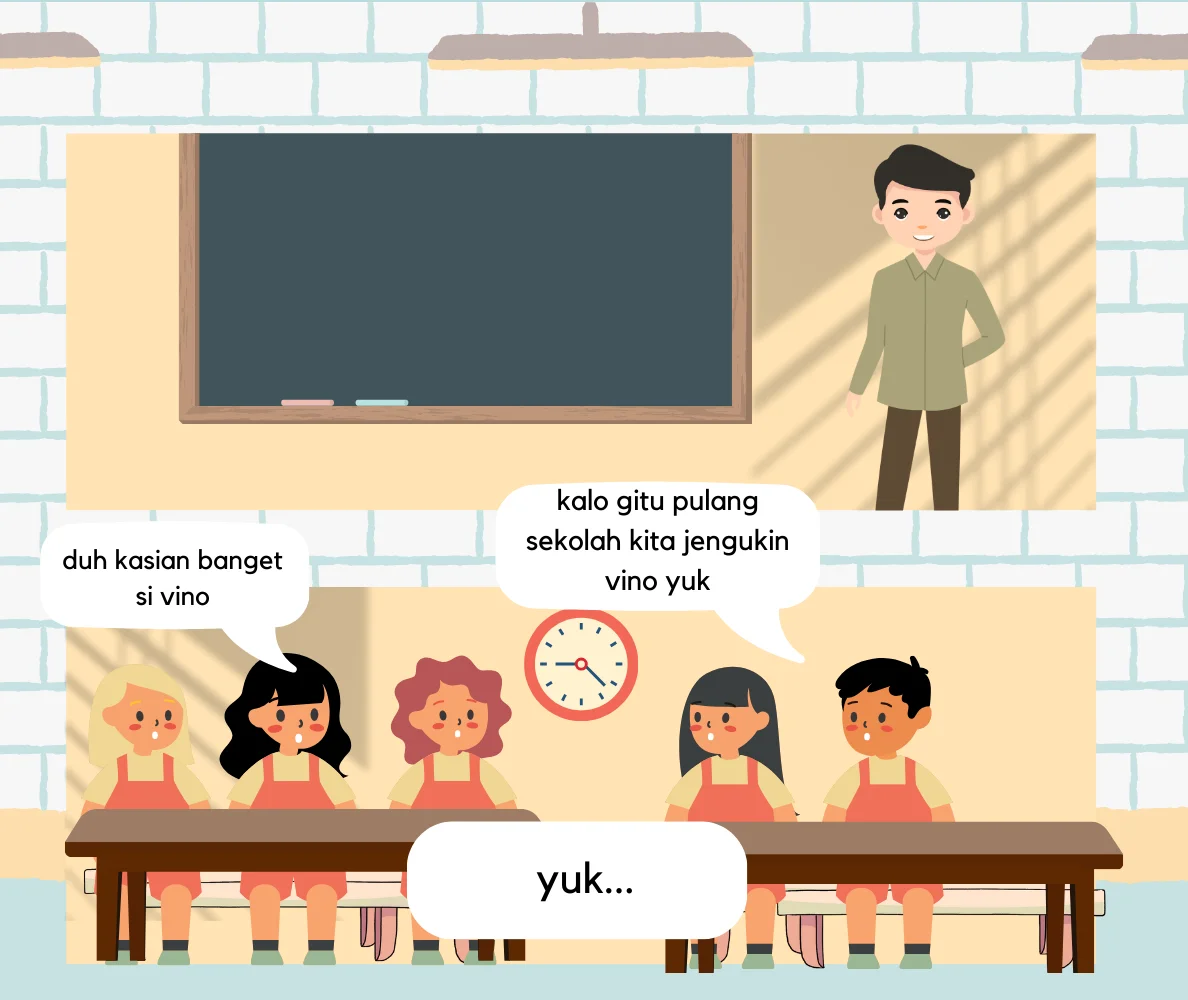 duh kasian banget
si vino
kalo gitu pulang
sekolah kita jengukin
vino yuk
yuk...